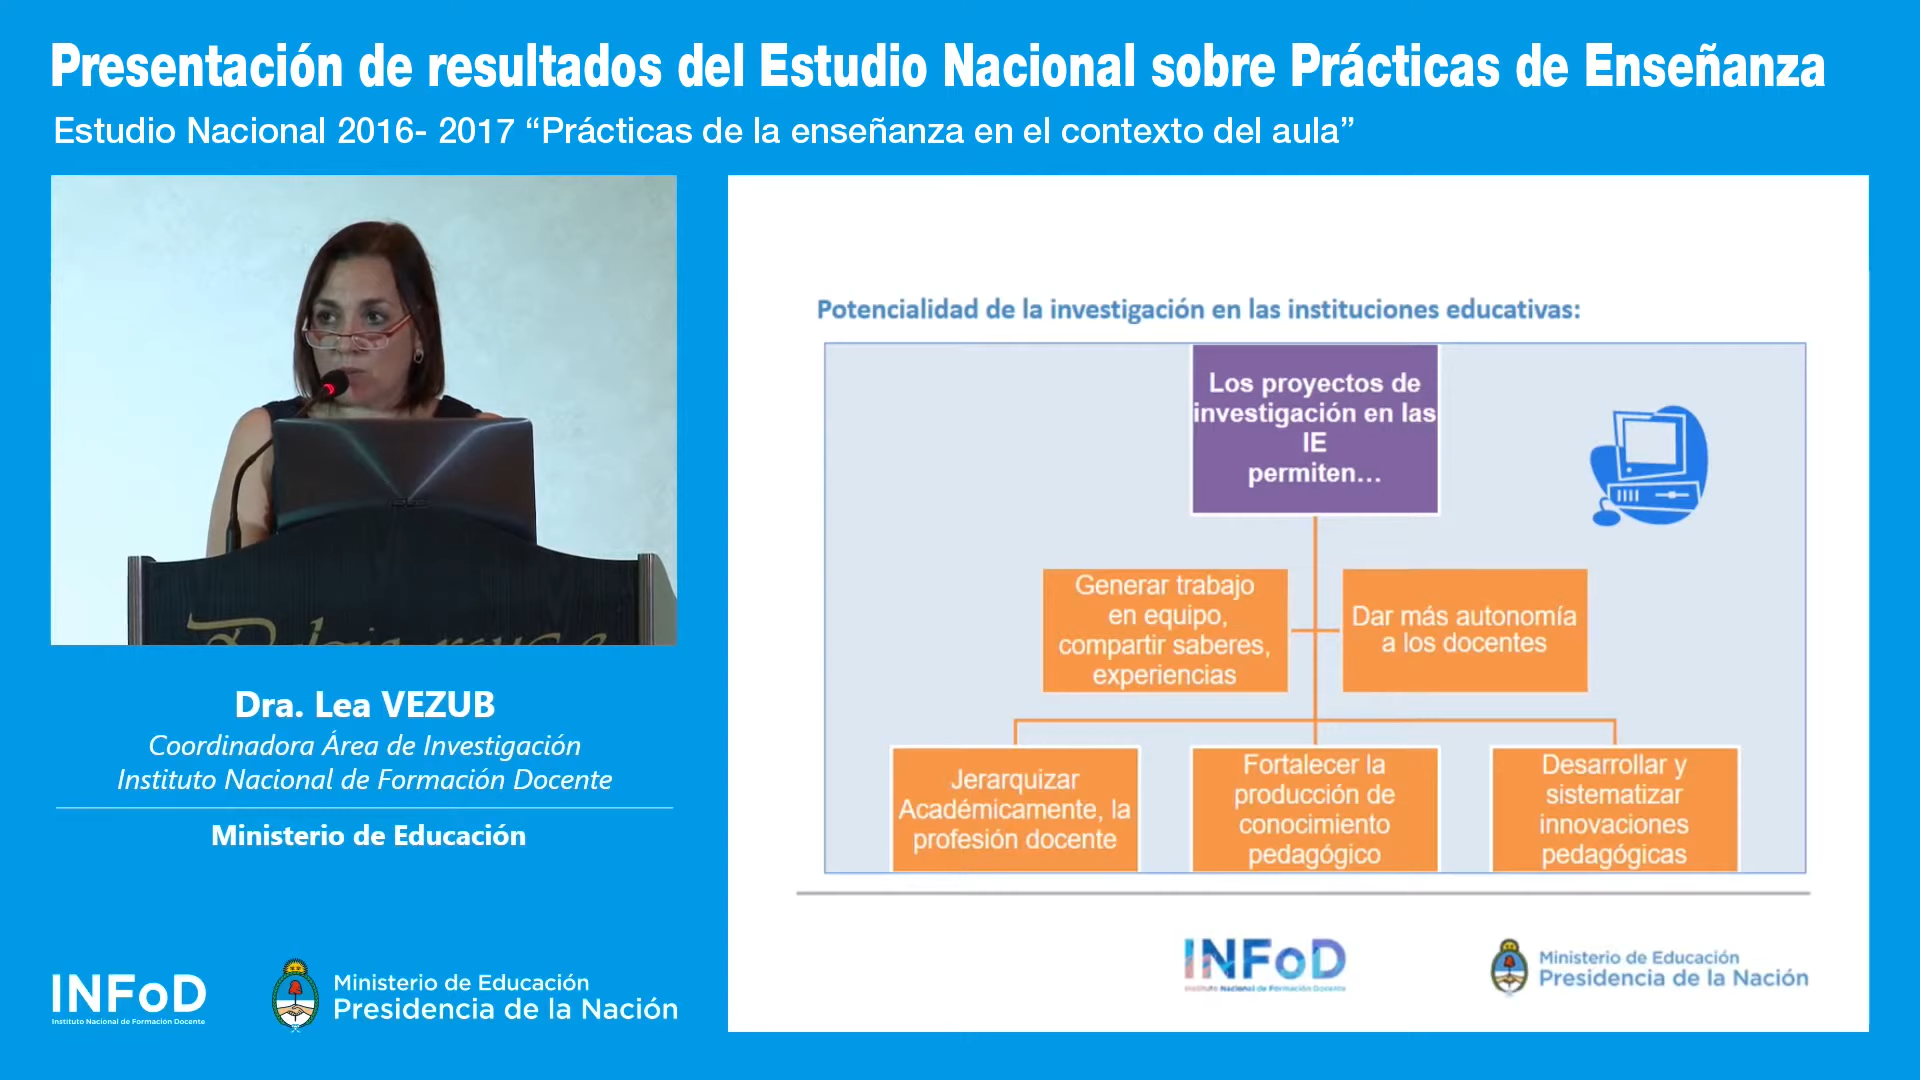 Presentación de resultados del Estudio Nacional sobre Prácticas de Enseñanza
Estudio Nacional 2016- 2017 “Prácticas de la enseñanza en el contexto del aula”
Dra. Lea VEZUB
Coordinadora Área de Investigación
Instituto Nacional de Formación Docente
Ministerio de Educación
INFoD
Instituto Nacional de Formación Docente
Ministerio de Educación
Presidencia de la Nación
Potencialidad de la investigación en las instituciones educativas:
Los proyectos de
investigación en las
IE
permiten...
Generar trabajo
en equipo,
compartir saberes,
experiencias
Dar más autonomía
a los docentes
Jerarquizar
Académicamente, la
profesión docente
Fortalecer la
producción de
conocimiento
pedagógico
Desarrollar y
sistematizar
innovaciones
pedagógicas
INFoD
Instituto Nacional de Formación Docente
Ministerio de Educación
Presidencia de la Nación